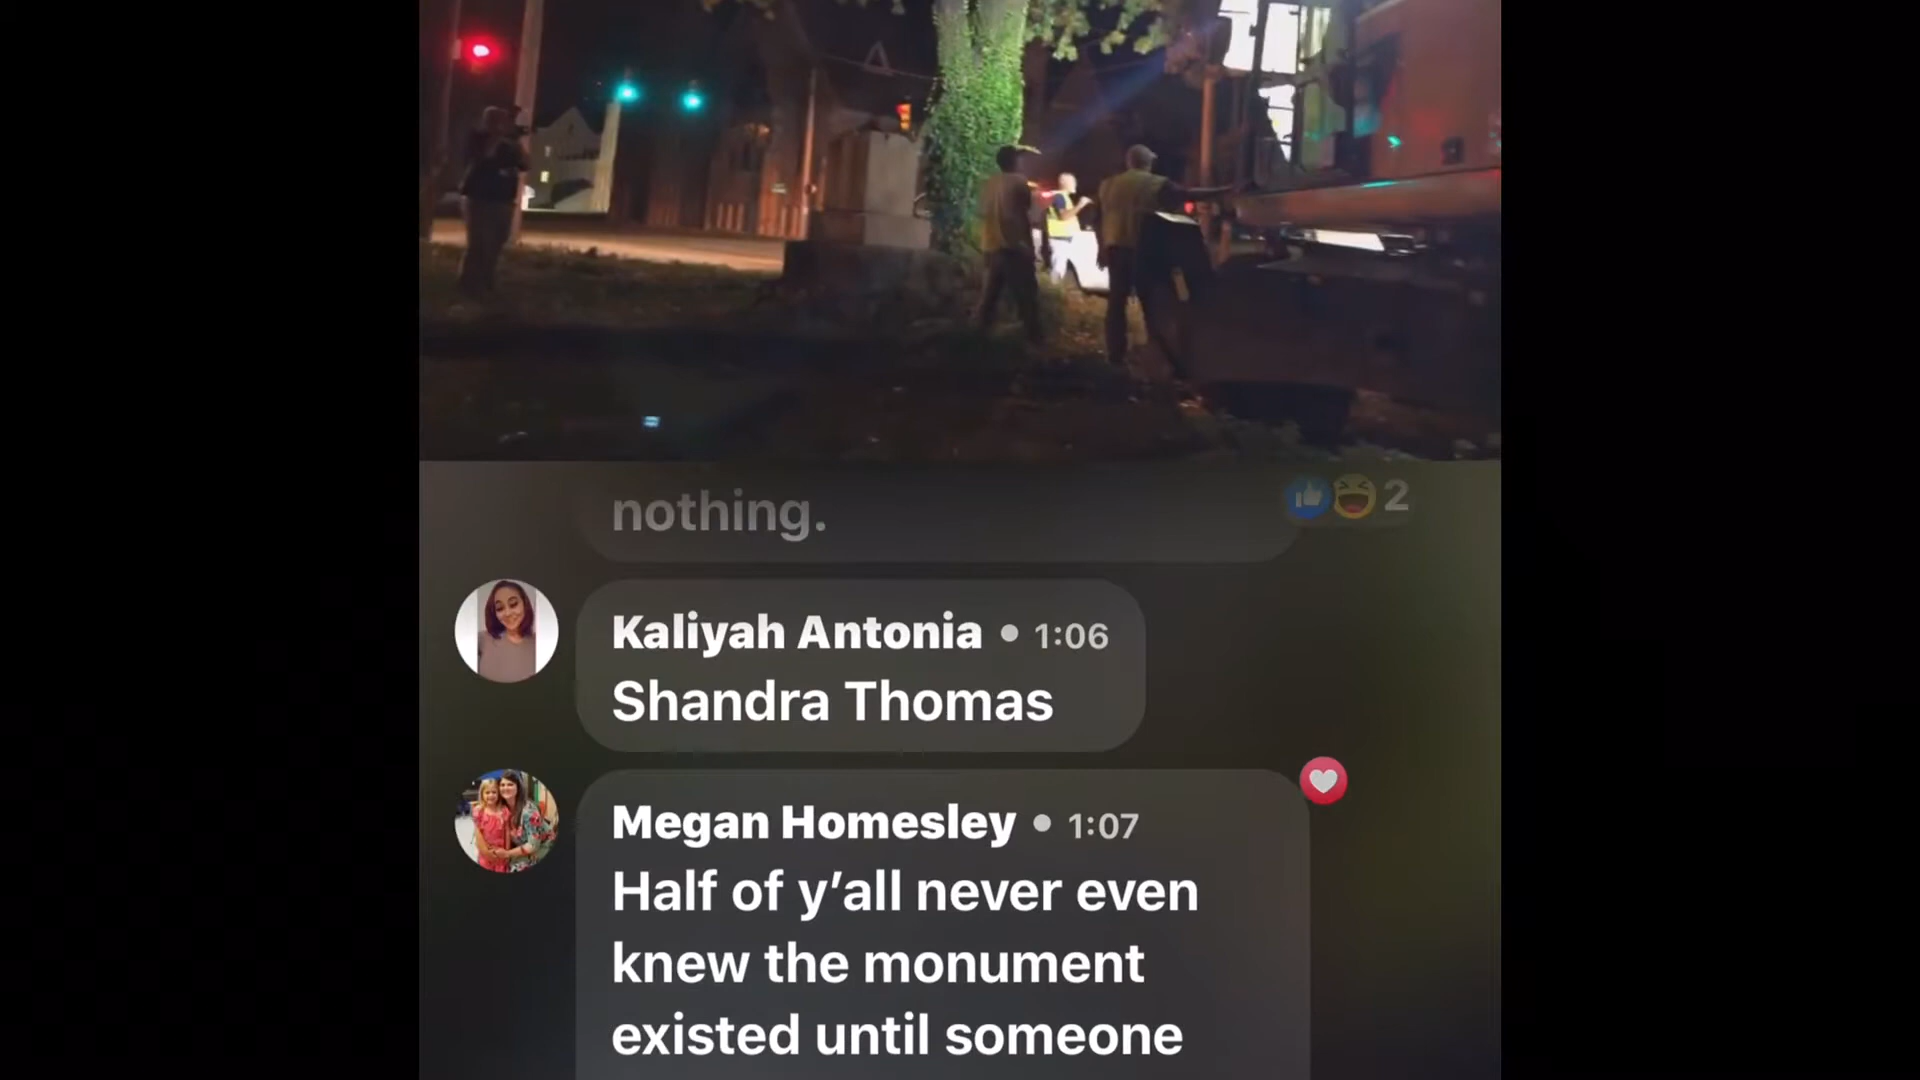 nothing.
2
Kaliyah Antonia • 1:06
Shandra Thomas
Megan Homesley • 1:07
Half of y’all never even
knew the monument
existed until someone